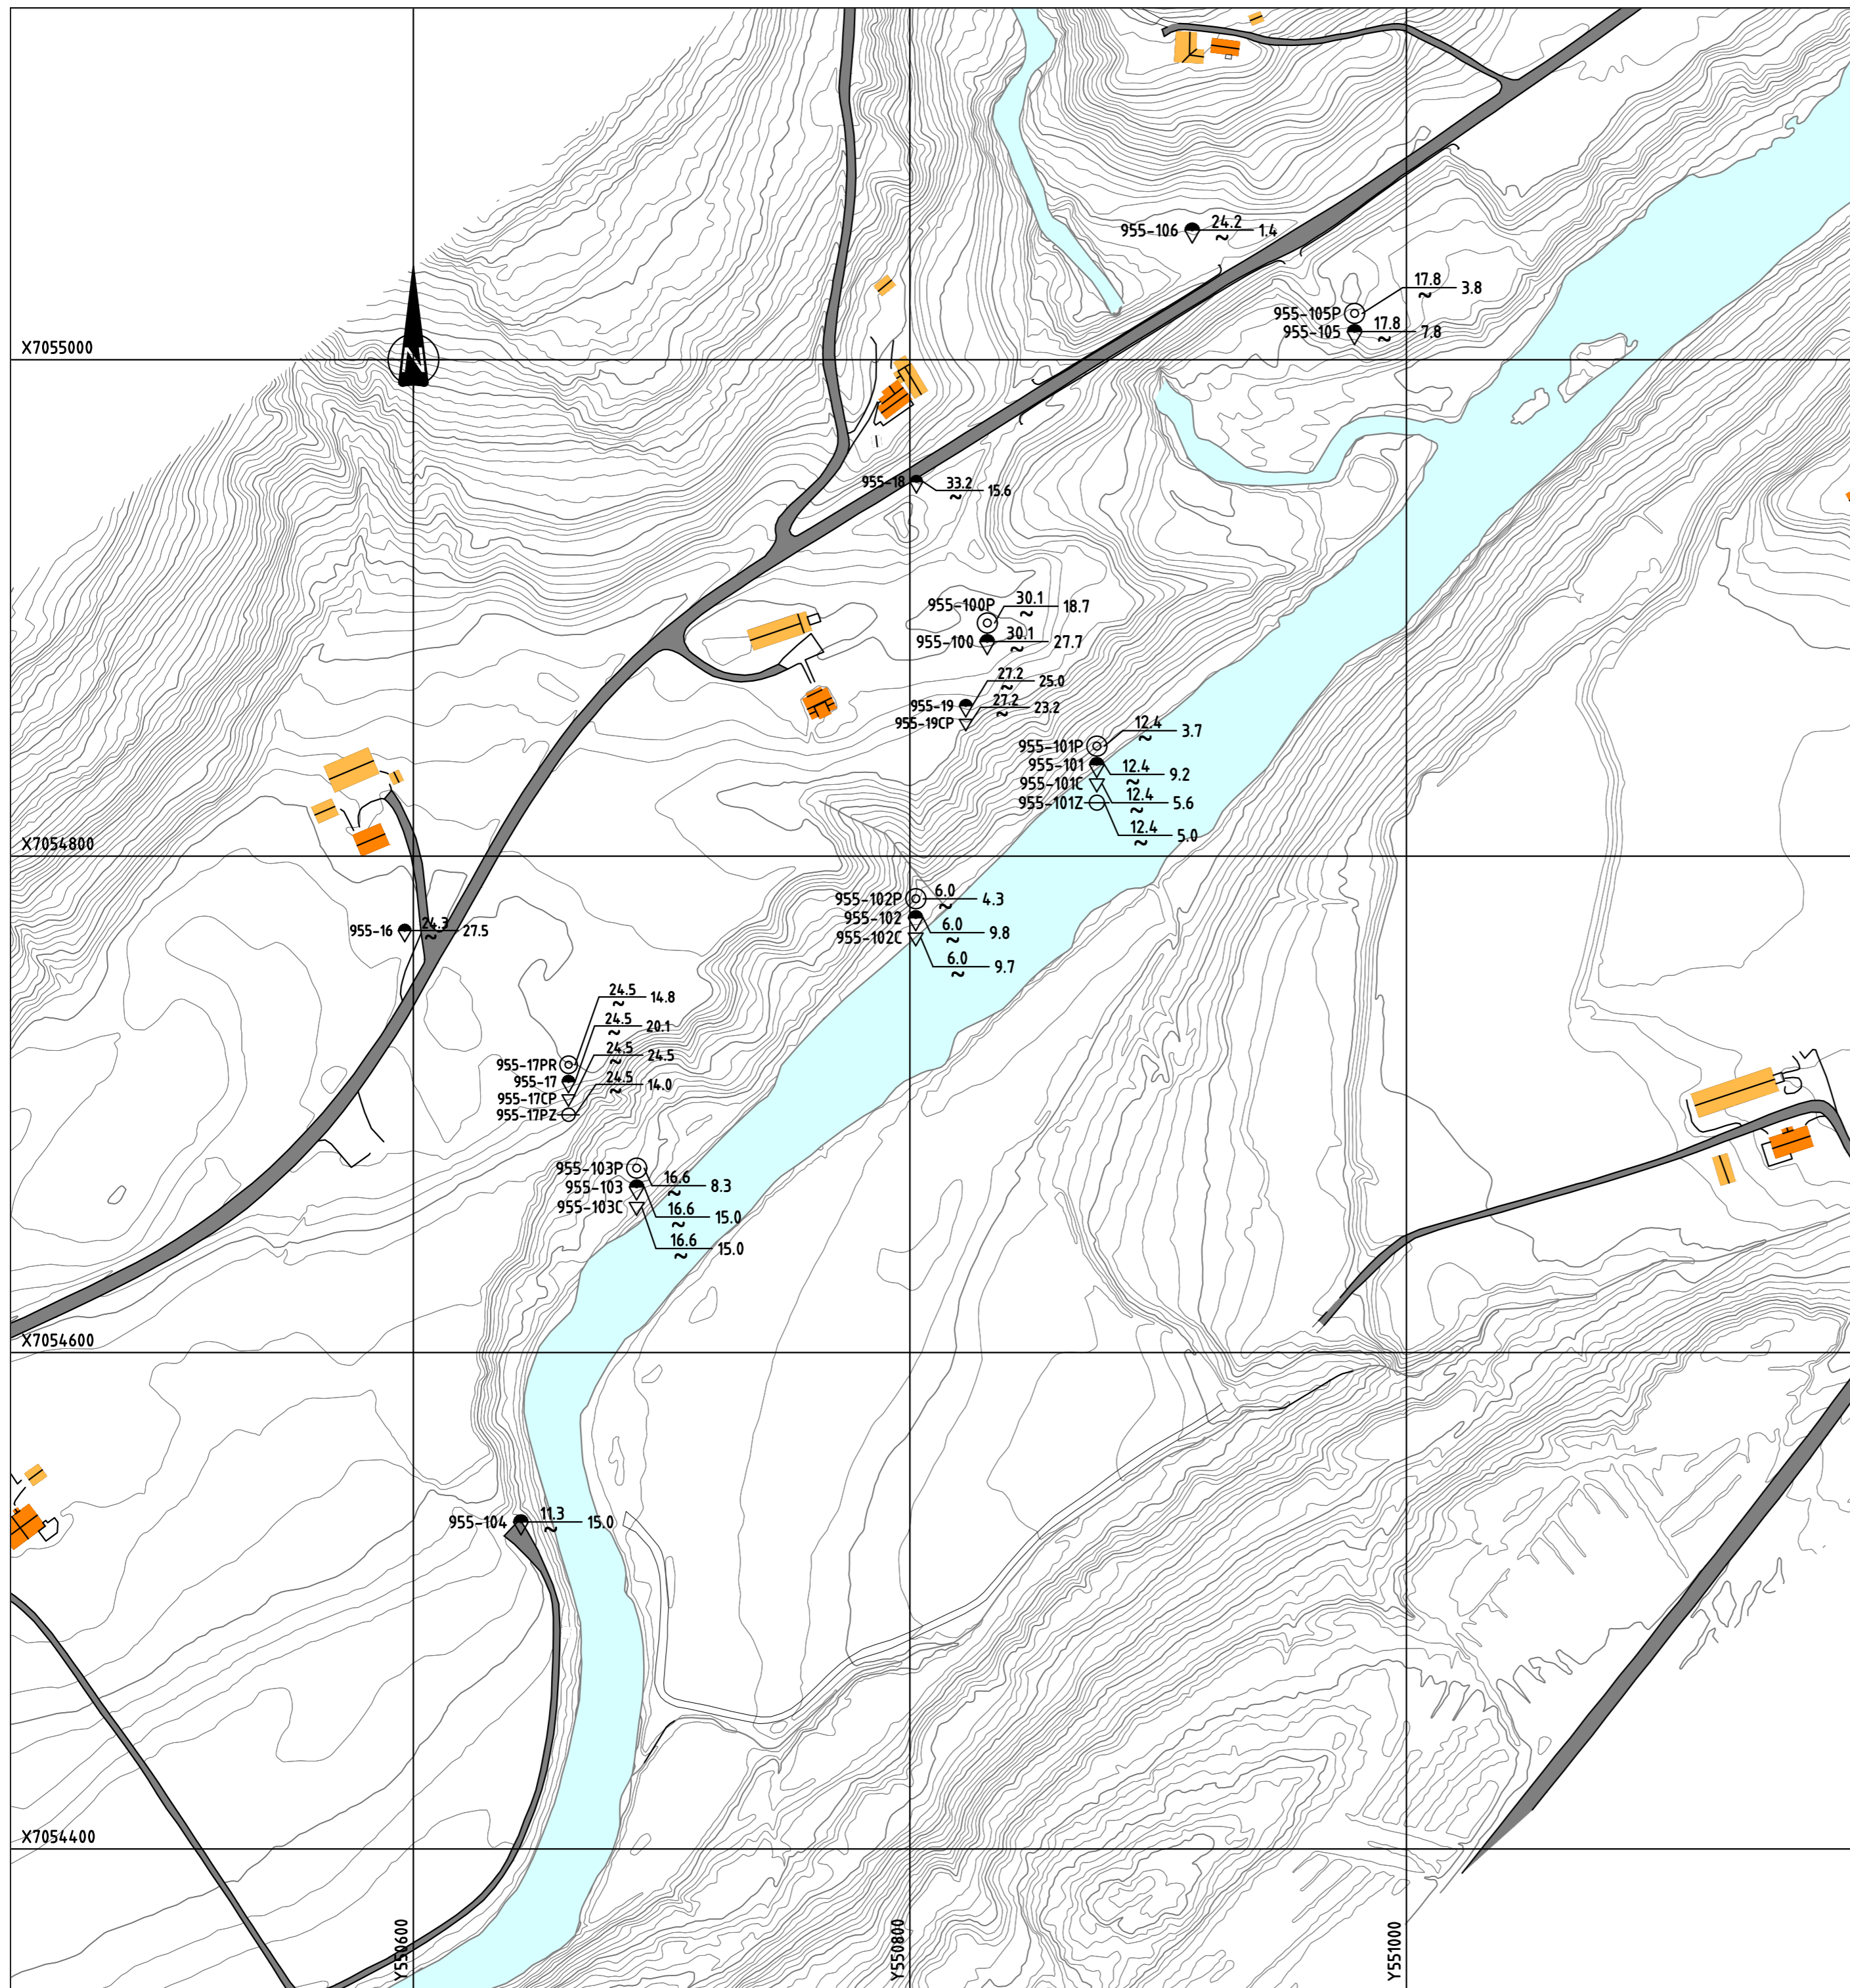 955-106 24.2 1.4
~
17.8 3.8
~
955-105P
955-105 17.8 7.8
~
X7055000
N
955-18 33.2 15.6
~
955-100P 30.1 18.7
~
955-100 30.1 27.7
~
27.2 25.0
~
955-19 27.2 23.2
~
955-19CP
12.4 3.7
~
955-101P
955-101 12.4 9.2
~
955-101C 12.4 5.6
~
955-101Z
12.4 5.0
~
X7054800
955-102P 6.0 4.3
~
955-102 6.0 9.8
~
955-102C
6.0 9.7
~
955-16 24.3 27.5
~
24.5 14.8
~
24.5 20.1
~
24.5 24.5
~
955-17PR
955-17 24.5 14.0
~
955-17CP
955-17PZ
955-103P
955-103 16.6 8.3
~
955-103C 16.6 15.0
~
16.6 15.0
~
X7054600
955-104 11.3 15.0
~
X7054400
Y550600
Y550800
Y551000